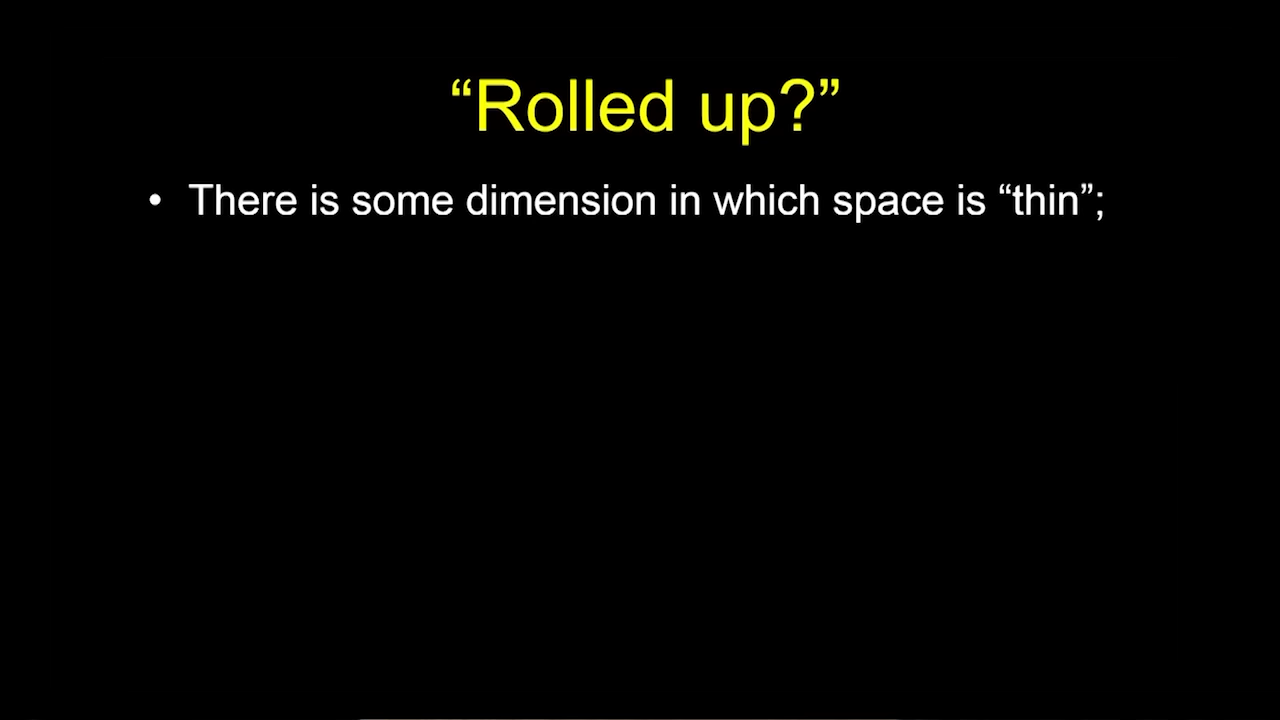 “Rolled up?”
• There is some dimension in which space is “thin”;